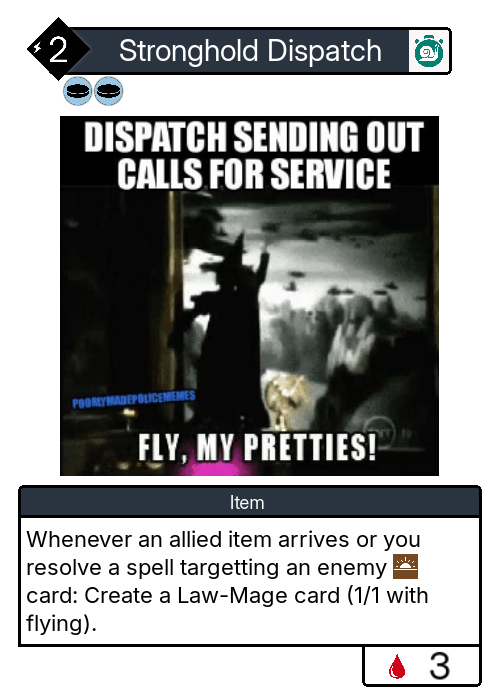 2
Stronghold Dispatch
DISPATCH SENDING OUT
CALLS FOR SERVICE
POORLYMADEPOLICEMEMES
FLY, MY PRETTIES!
Item
Whenever an allied item arrives or you
resolve a spell targetting an enemy
card: Create a Law-Mage card (1/1 with
flying).
3